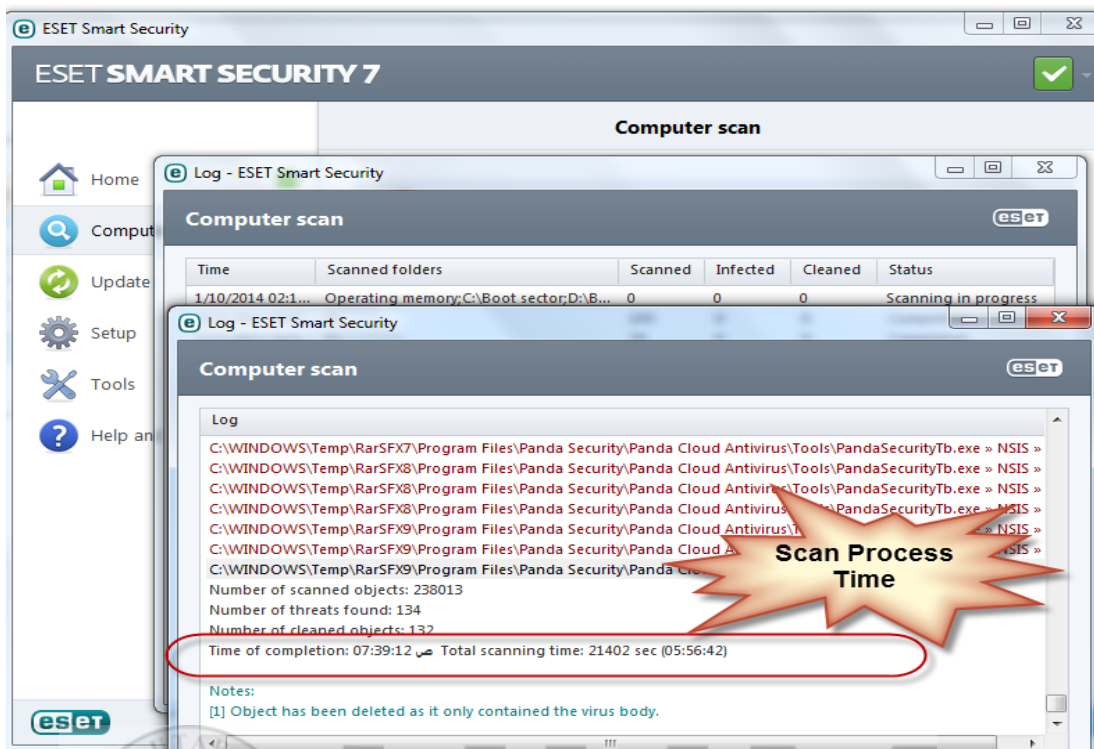 ESET Smart Security
ESET SMART SECURITY 7
Computer scan
Home
Comput
Update
Setup
Tools
Help an
eseT
Log - ESET Smart Security
Computer scan
eseT
Time Scanned folders Scanned Infected Cleaned Status
1/10/2014 02:1... Operating memory;C:\Boot sector;D:\B... 0 0 0 Scanning in progress
Log - ESET Smart Security
Computer scan
eseT
Log
C:\WINDOWS\Temp\RarSFX7\Program Files\Panda Security\Panda Cloud Antivirus\Tools\PandaSecurityTb.exe » NSIS »
C:\WINDOWS\Temp\RarSFX8\Program Files\Panda Security\Panda Cloud Antivirus\Tools\PandaSecurityTb.exe » NSIS »
C:\WINDOWS\Temp\RarSFX8\Program Files\Panda Security\Panda Cloud Antivirus\Tools\PandaSecurityTb.exe » NSIS »
C:\WINDOWS\Temp\RarSFX8\Program Files\Panda Security\Panda Cloud Antivirus\Tools\PandaSecurityTb.exe » NSIS »
C:\WINDOWS\Temp\RarSFX9\Program Files\Panda Security\Panda Cloud Antivirus\T » NSIS »
C:\WINDOWS\Temp\RarSFX9\Program Files\Panda Security\Panda Cloud A NSIS »
C:\WINDOWS\Temp\RarSFX9\Program Files\Panda Security\Panda Cl
Number of scanned objects: 238013
Number of threats found: 134
Number of cleaned objects: 132
Time of completion: 07:39:12 ص Total scanning time: 21402 sec (05:56:42)
Notes:
[1] Object has been deleted as it only contained the virus body.
Scan Process
Time